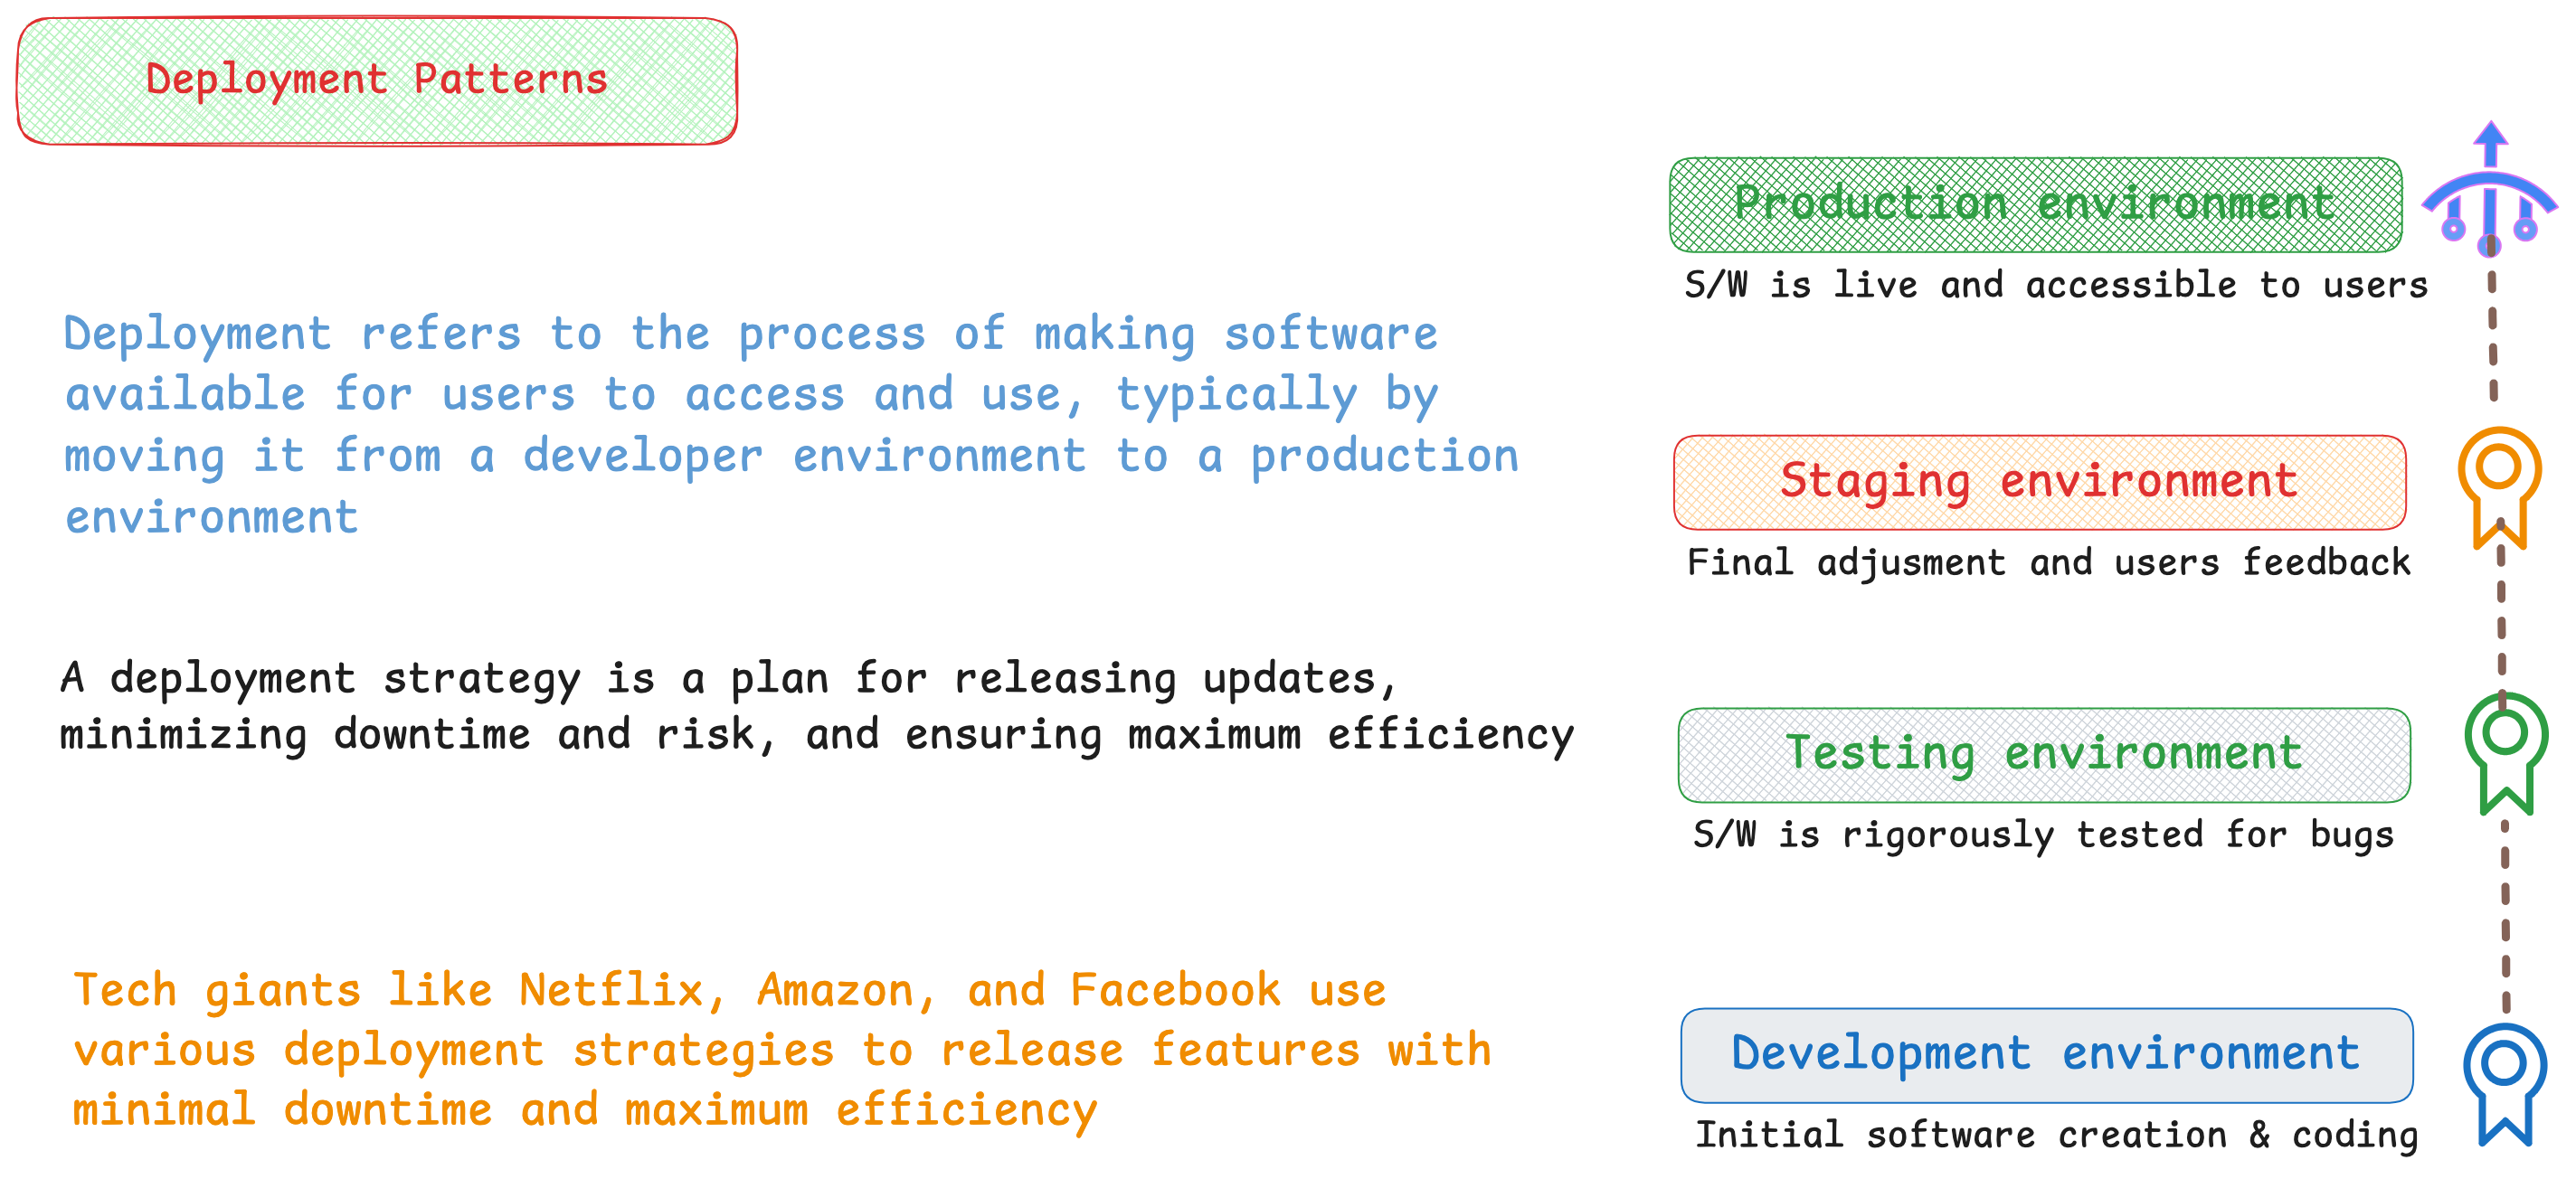 Deployment Patterns
Deployment refers to the process of making software
available for users to access and use, typically by
moving it from a developer environment to a production
environment
A deployment strategy is a plan for releasing updates,
minimizing downtime and risk, and ensuring maximum efficiency
Tech giants like Netflix, Amazon, and Facebook use
various deployment strategies to release features with
minimal downtime and maximum efficiency
Production environment
S/W is live and accessible to users
Staging environment
Final adjusment and users feedback
Testing environment
S/W is rigorously tested for bugs
Development environment
Initial software creation & coding